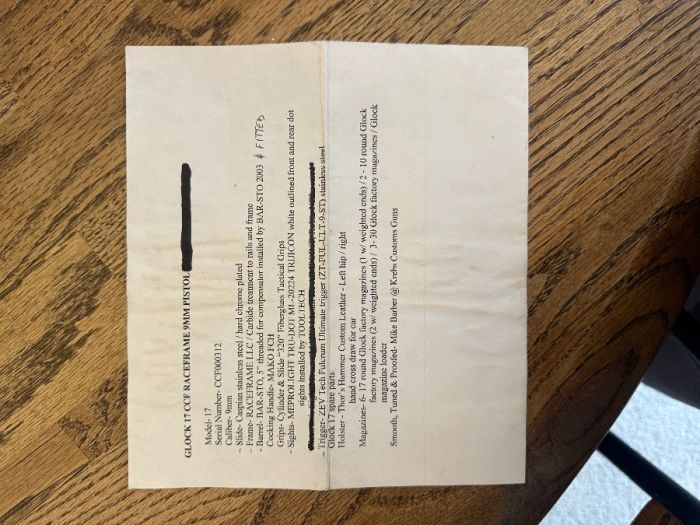 GLOCK 17 CCF RACEFRAME 9MM PISTOL
Model- 17
Serial Number- CCF000312
Caliber- 9mm
- Slide- Caspian stainless steel / hard chrome plated
- Frame- RACEFRAME LLC / Carbide treatment to rails and frame
- Barrel- BAR-STO, 5" threaded for compensator installed by BAR-STO 2003 & FITTED
Cocking Handle- MAKO FCH
Grips- Cylinder & Slide "320" Fiberglass Tactical Grips
- Sights- MEPROLIGHT TRU-DOT ML-20224 TRIJICON while outlined front and rear dot
sights installed by TOOLTECH
- Trigger- ZEV Tech Fulcrum Ultimate trigger (ZT-FUL-ULT-9-ST) stainless steel
Glock 17 spare parts
Holster - Thor's Hammer Custom Leather - Left hip / right
hand cross draw for car
Magazines- 6- 17 round Glock factory magazines (1 w/ weighted ends) / 2 - 10 round Glock
factory magazines (2 w/ weighted ends) / 3- 30 Glock factory magazines / Glock
magazine loader
Smooth, Tuned & Proofed- Mike Barber @ Krebs Customs Guns